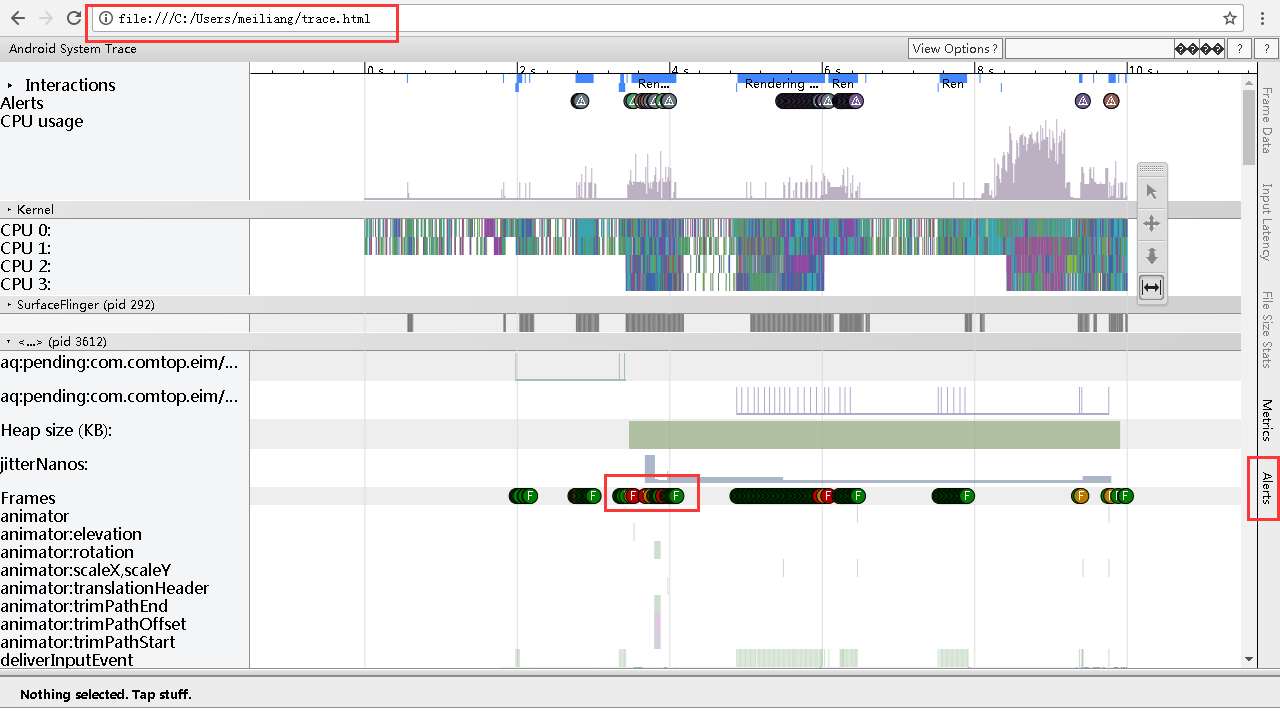 file:///C:/Users/meiliang/trace.html
Android System Trace
View Options ?
����
?
?
0 s
2 s
4 s
6 s
8 s
10 s
Interactions
Ren...
Rendering ...
Ren
Ren
Alerts
CPU usage
Kernel
CPU 0:
CPU 1:
CPU 2:
CPU 3:
SurfaceFlinger (pid 292)
<...> (pid 3612)
aq:pending:com.comtop.eim/...
aq:pending:com.comtop.eim/...
Heap size (KB):
jitterNanos:
Frames
F F F F F F F F F F F
animator
animator:elevation
animator:rotation
animator:scaleX,scaleY
animator:translationHeader
animator:trimPathEnd
animator:trimPathOffset
animator:trimPathStart
deliverInputEvent
Frame Data
Input Latency
File Size Stats
Metrics
Alerts
Nothing selected. Tap stuff.